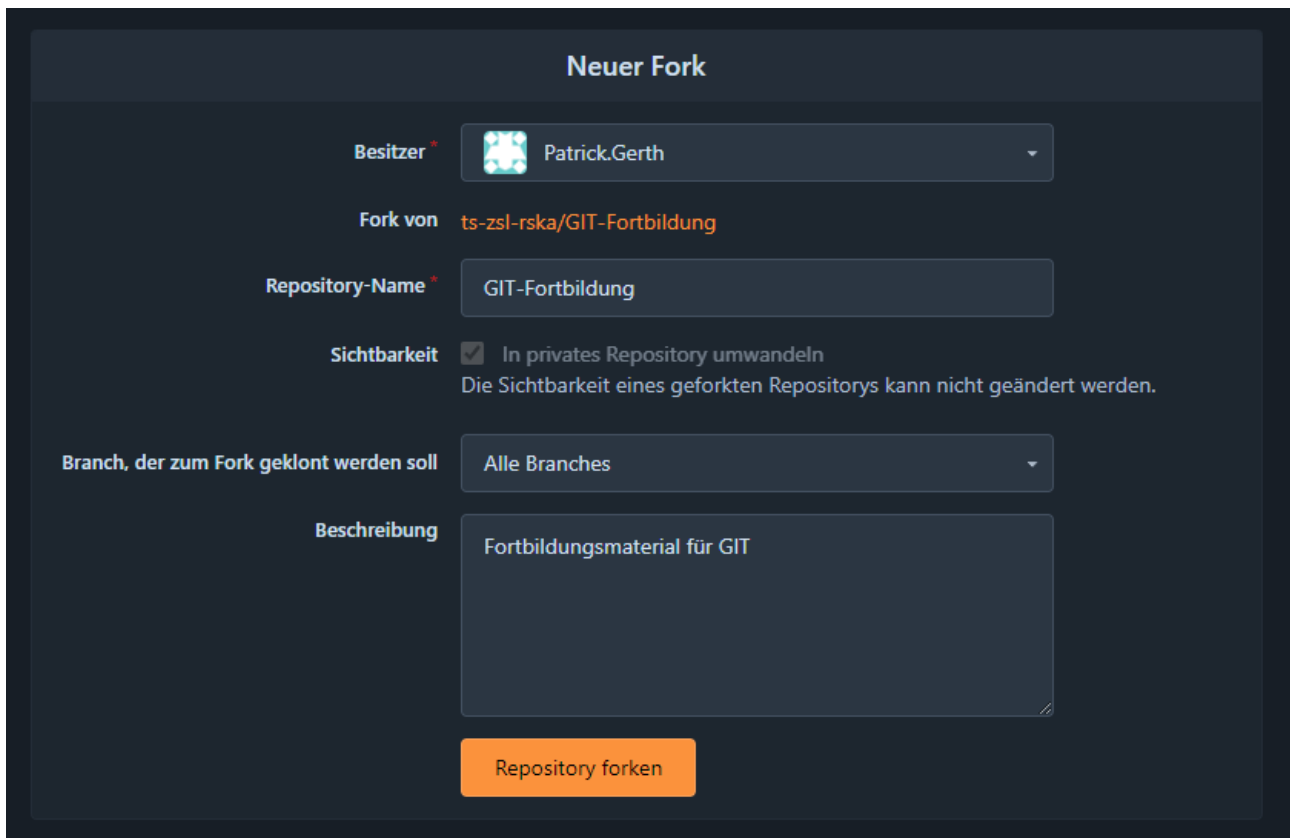 Neuer Fork
Besitzer *
Patrick.Gerth
Fork von
ts-zsl-rska/GIT-Fortbildung
Repository-Name *
GIT-Fortbildung
Sichtbarkeit
In privates Repository umwandeln
Die Sichtbarkeit eines geforkten Repositorys kann nicht geändert werden.
Branch, der zum Fork geklont werden soll
Alle Branches
Beschreibung
Fortbildungsmaterial für GIT
Repository forken